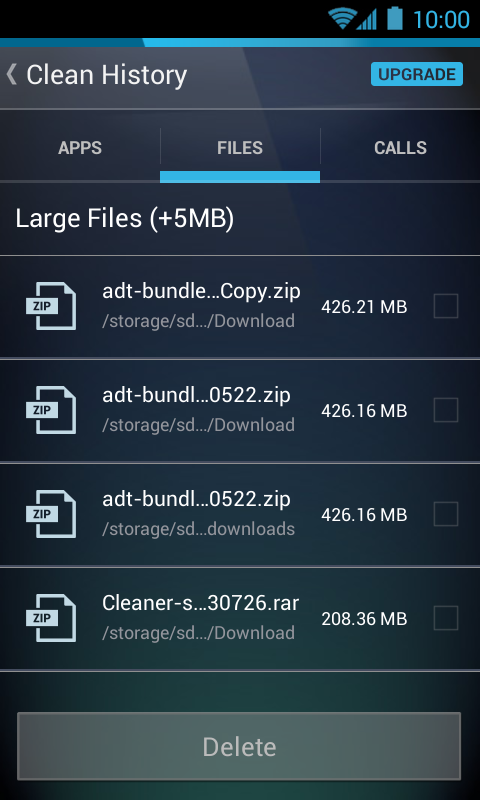 10:00
Clean History
UPGRADE
APPS FILES CALLS
Large Files (+5MB)
ZIP
adt-bundle...Copy.zip
/storage/sd.../Download
426.21 MB
ZIP
adt-bundl...0522.zip
/storage/sd.../Download
426.16 MB
ZIP
adt-bundl...0522.zip
/storage/sd...downloads
426.16 MB
ZIP
Cleaner-s...30726.rar
/storage/sd.../Download
208.36 MB
Delete